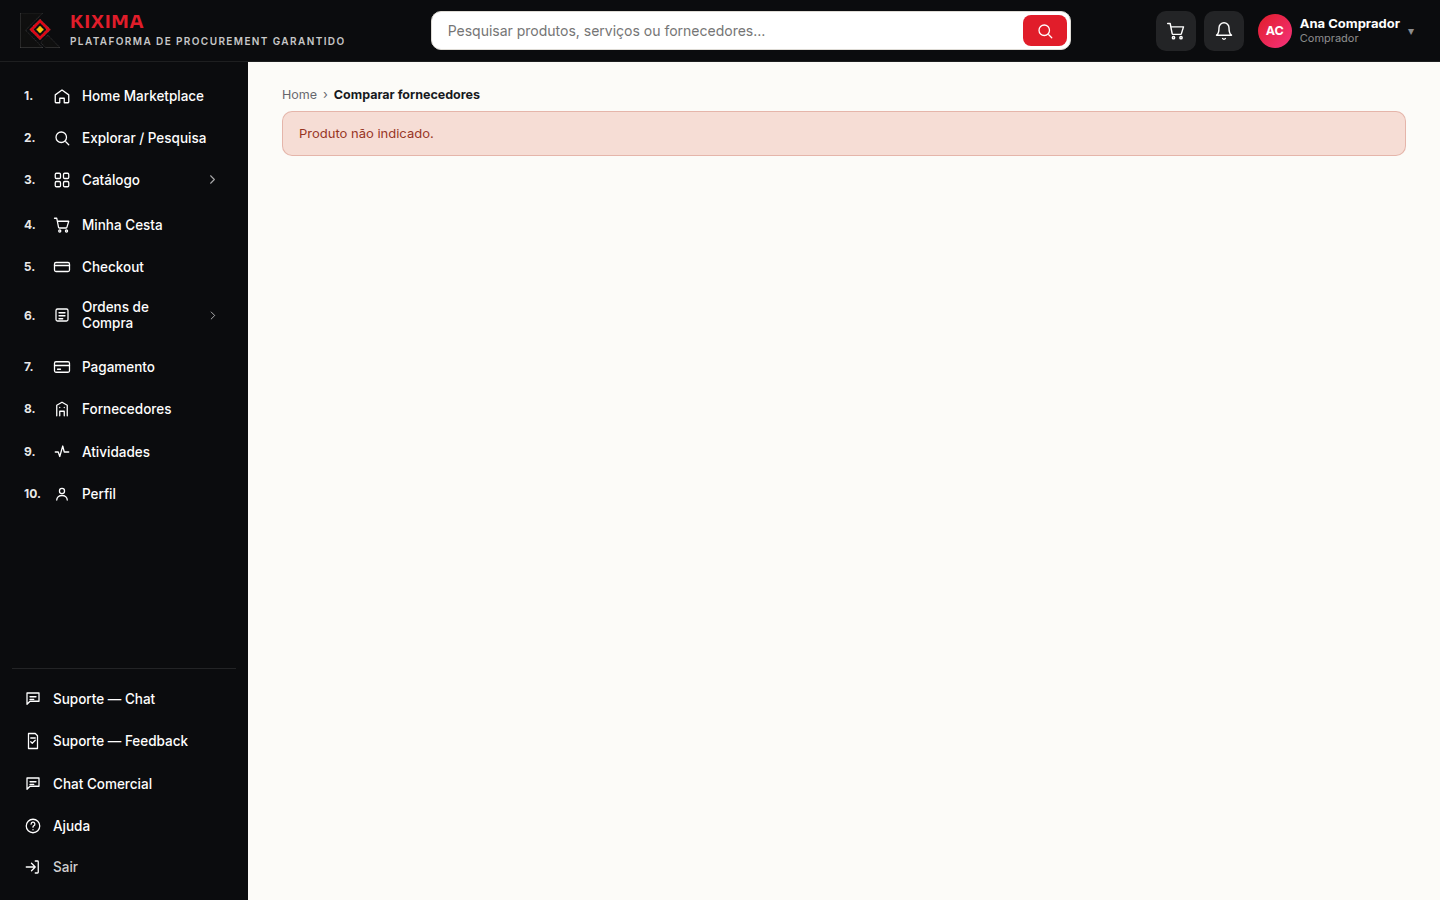 KIXIMA
PLATAFORMA DE PROCUREMENT GARANTIDO
Pesquisar produtos, serviços ou fornecedores...
AC
Ana Comprador
Comprador
1. Home Marketplace
2. Explorar / Pesquisa
3. Catálogo
4. Minha Cesta
5. Checkout
6. Ordens de
Compra
7. Pagamento
8. Fornecedores
9. Atividades
10. Perfil
Suporte — Chat
Suporte — Feedback
Chat Comercial
Ajuda
Sair
Home › Comparar fornecedores
Produto não indicado.